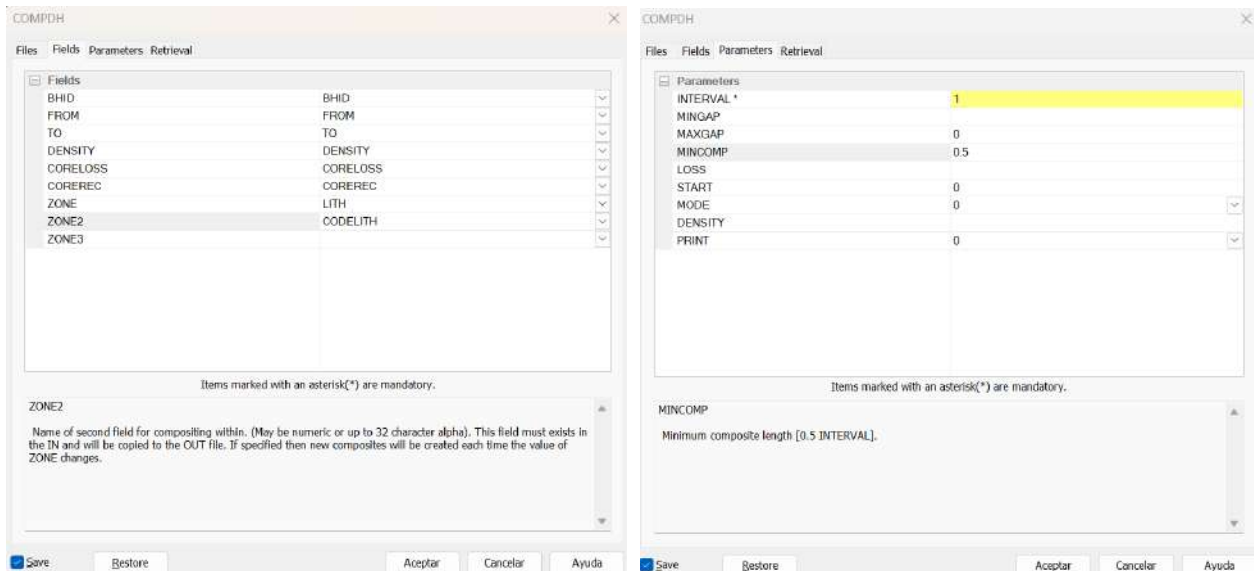 COMPDH
Files Fields Parameters Retrieval
Fields
BHID BHID
FROM FROM
TO TO
DENSITY DENSITY
CORELOSS CORELOSS
COREREC COREREC
ZONE LITH
ZONE2 CODELITH
ZONE3
Items marked with an asterisk(*) are mandatory.
ZONE2
Name of second field for compositing within. (May be numeric or up to 32 character alpha). This field must exists in
the IN and will be copied to the OUT file. If specified then new composites will be created each time the value of
ZONE changes.
Save Restore Aceptar Cancelar Ayuda
COMPDH
Files Fields Parameters Retrieval
Parameters
INTERVAL * 1
MINGAP
MAXGAP 0
MINCOMP 0.5
LOSS
START 0
MODE 0
DENSITY
PRINT 0
Items marked with an asterisk(*) are mandatory.
MINCOMP
Minimum composite length [0.5 INTERVAL].
Save Restore Aceptar Cancelar Ayuda